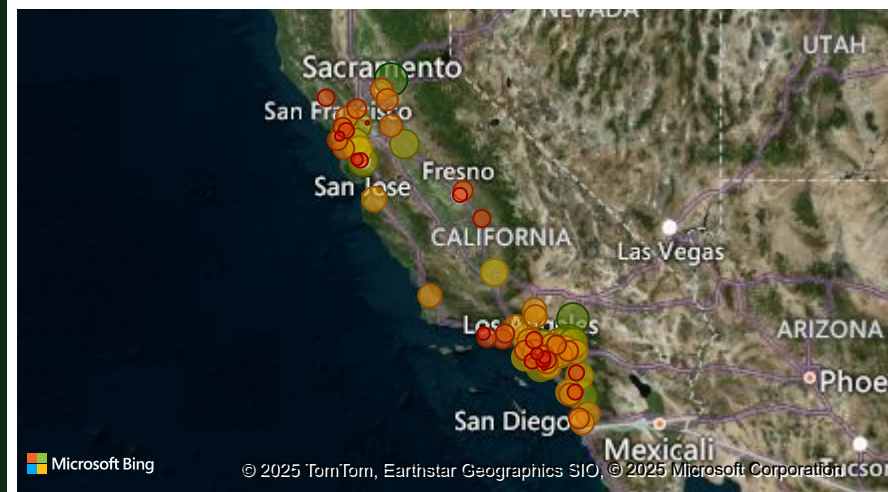 NEVADA
UTAH
Sacramento
San Francisco
Fresno
San Jose
CALIFORNIA
Las Vegas
Los Angeles
ARIZONA
Phoe
San Diego
Mexicali
Tucso
Microsoft Bing
© 2025 TomTom, Earthstar Geographics SIO, © 2025 Microsoft Corporation